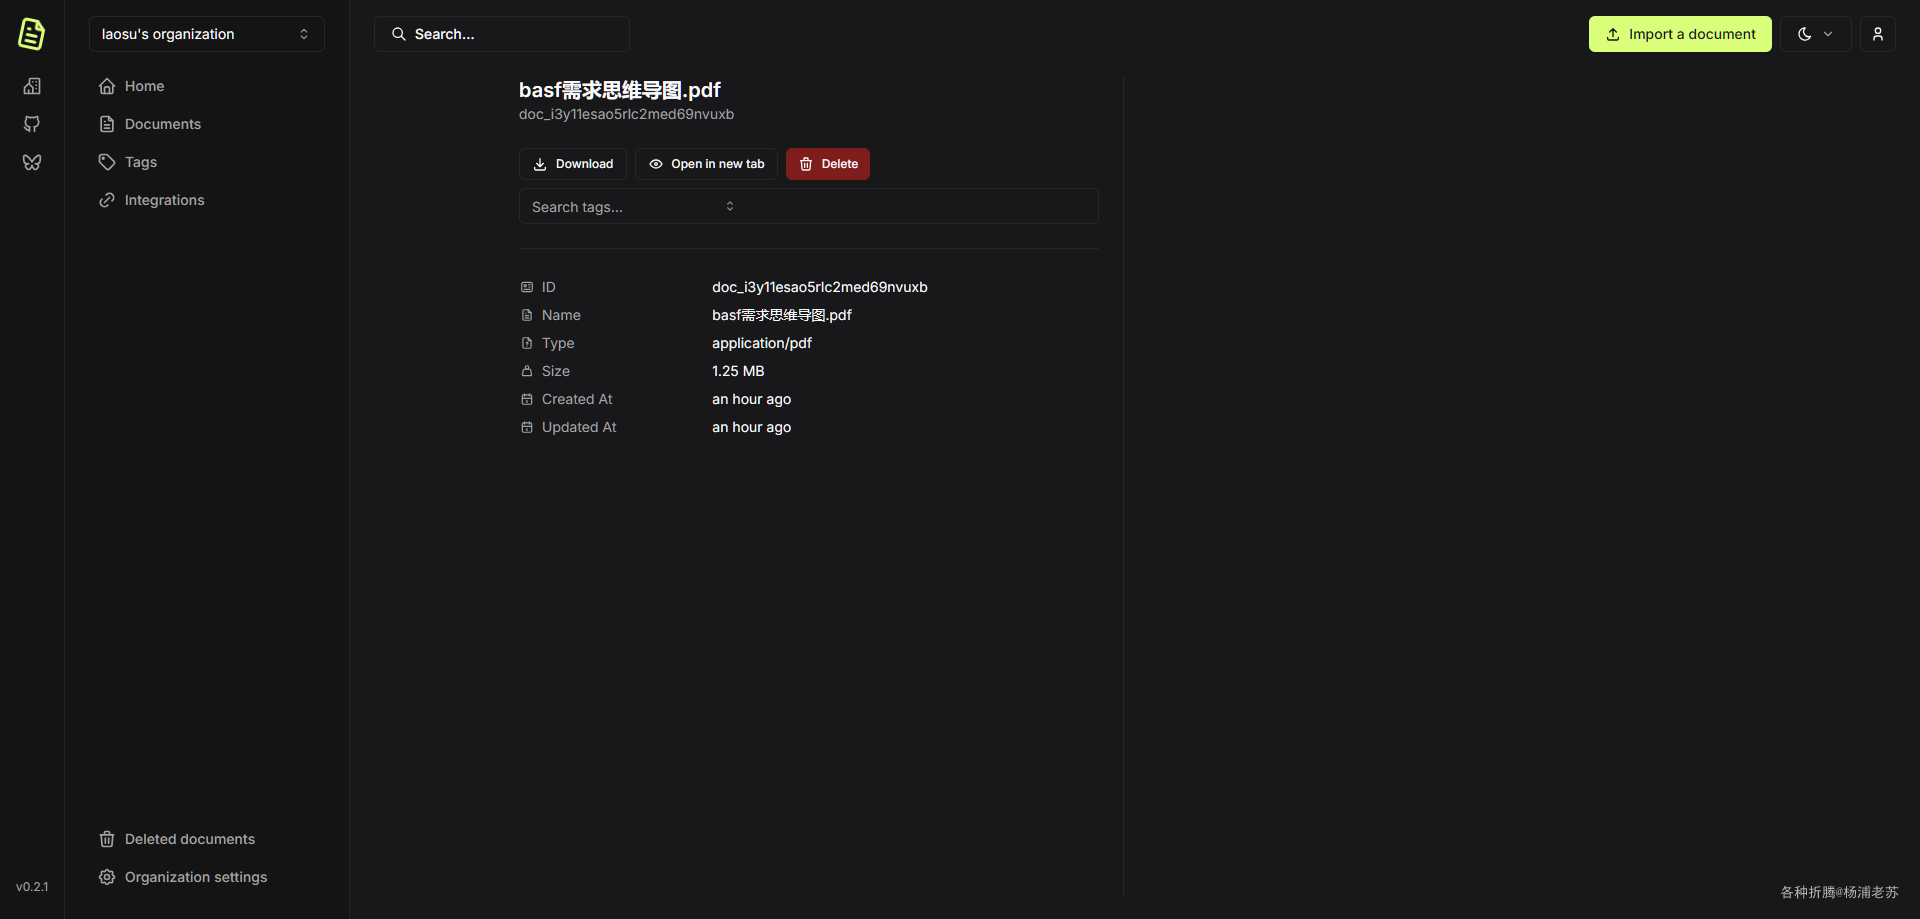 laosu's organization
Search...
Import a document
Home
Documents
Tags
Integrations
basf需求思维导图.pdf
doc_i3y11esao5rlc2med69nvuxb
Download
Open in new tab
Delete
Search tags...
ID
doc_i3y11esao5rlc2med69nvuxb
Name
basf需求思维导图.pdf
Type
application/pdf
Size
1.25 MB
Created At
an hour ago
Updated At
an hour ago
Deleted documents
Organization settings
v0.2.1
各种折腾@杨浦老苏